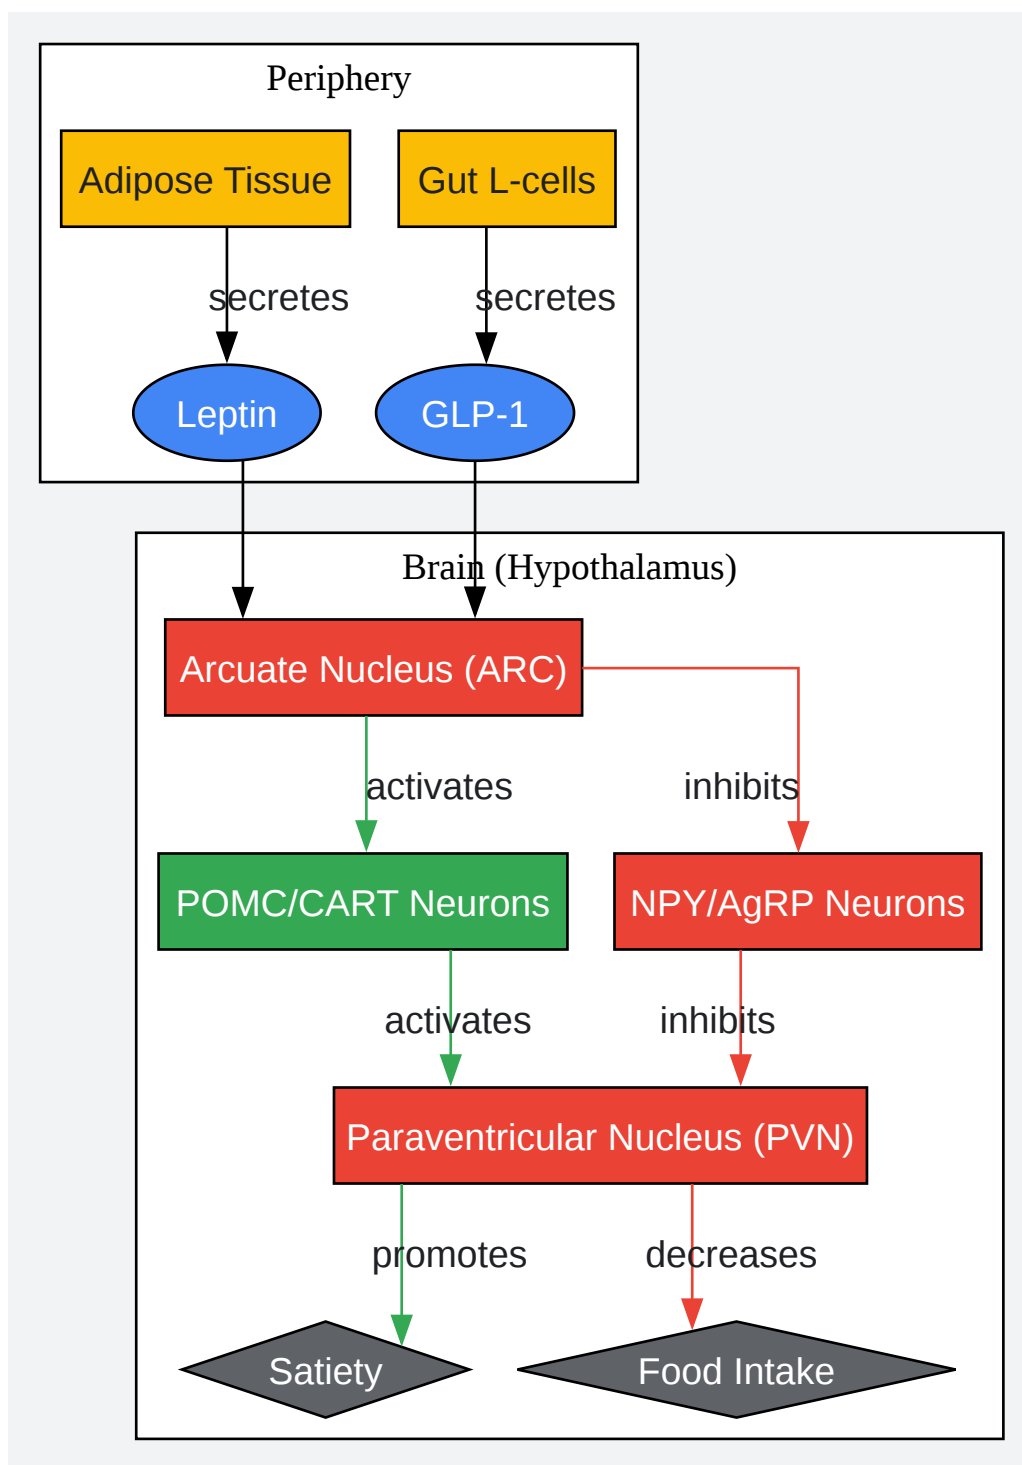 Periphery
Adipose Tissue
Gut L-cells
secretes
secretes
Leptin
GLP-1
Brain (Hypothalamus)
Arcuate Nucleus (ARC)
activates
inhibits
POMC/CART Neurons
NPY/AgRP Neurons
activates
inhibits
Paraventricular Nucleus (PVN)
promotes
decreases
Satiety
Food Intake